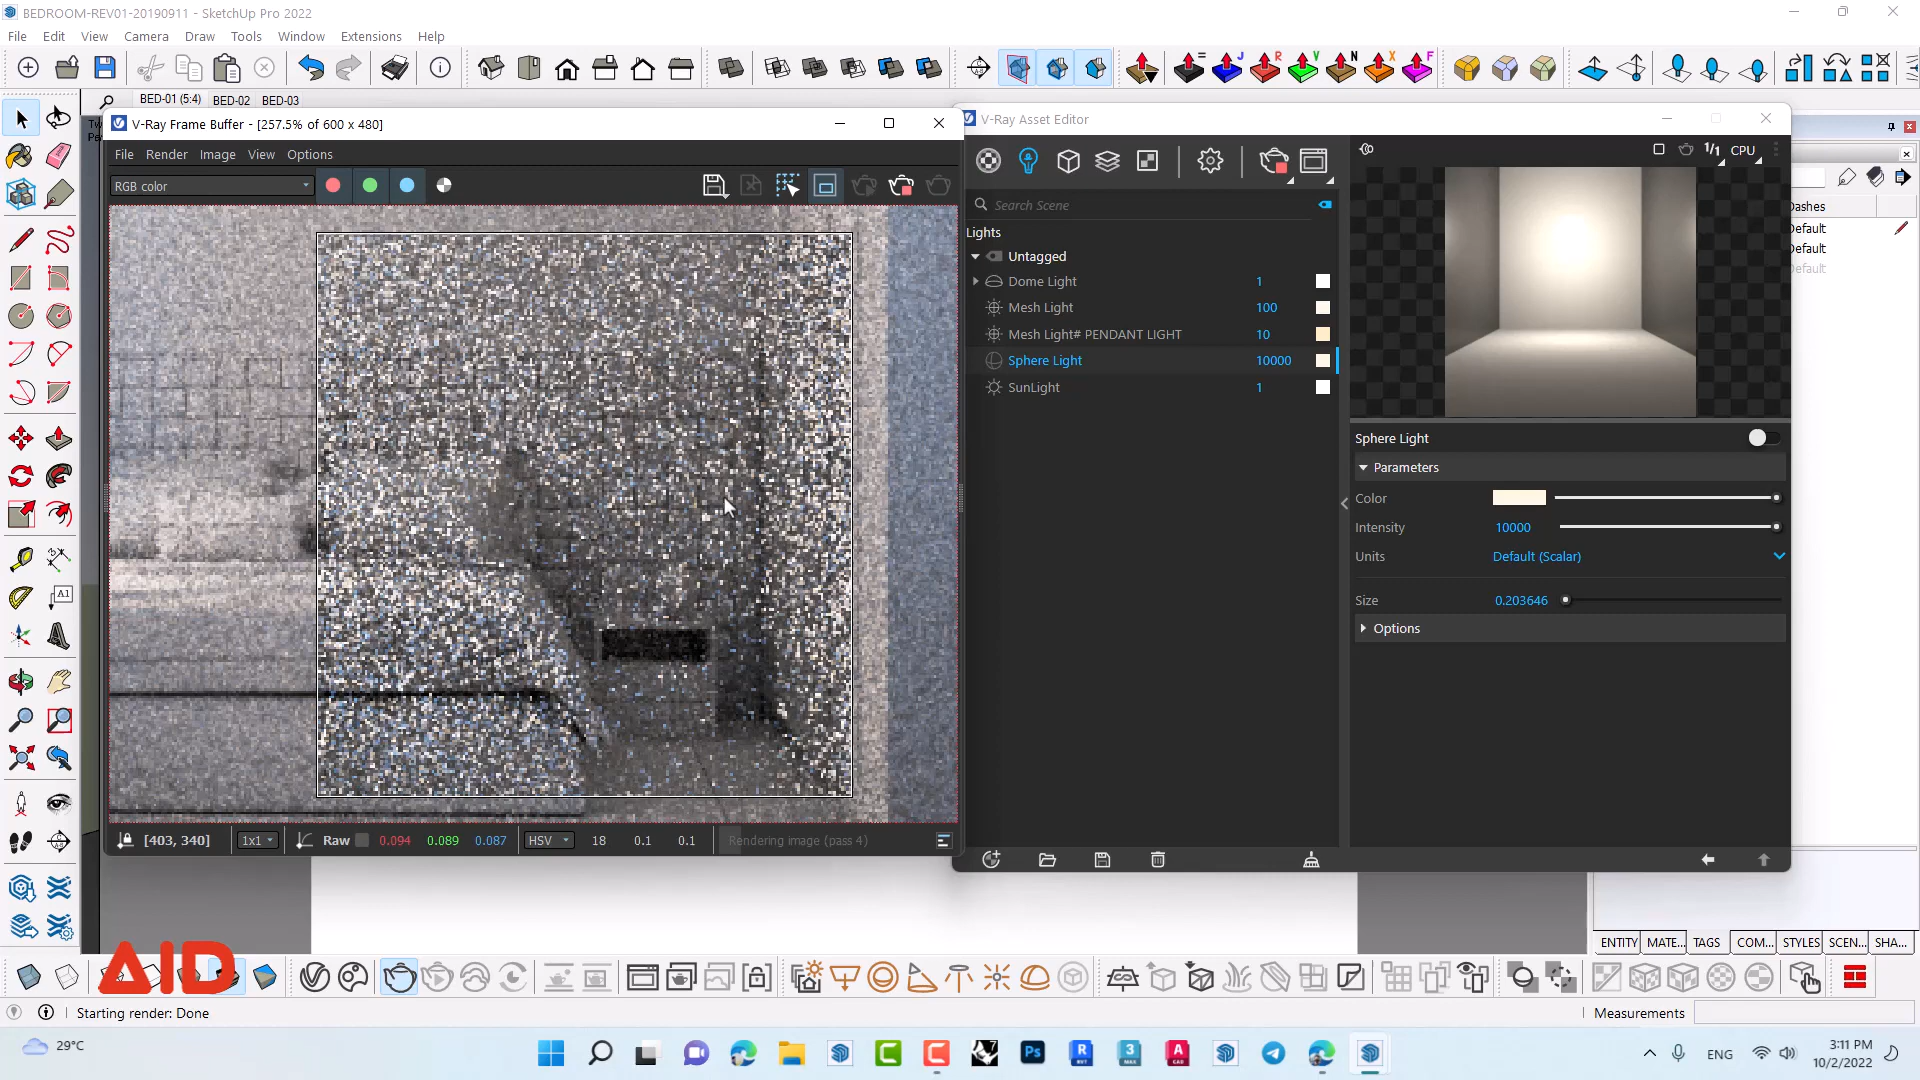 BEDROOM-REV01-20190911 - SketchUp Pro 2022
File Edit View Camera Draw Tools Window Extensions Help
BED-01 (5:4) BED-02 BED-03
V-Ray Frame Buffer - [257.5% of 600 x 480]
File Render Image View Options
RGB color
[403, 340] 1x1 Raw 0.094 0.089 0.087 HSV 18 0.1 0.1 Rendering image (pass 4)
V-Ray Asset Editor
1/1 CPU
Search Scene
Lights
Untagged
Dome Light 1
Mesh Light 100
Mesh Light# PENDANT LIGHT 10
Sphere Light 10000
SunLight 1
Sphere Light
Parameters
Color
Intensity 10000
Units Default (Scalar)
Size 0.203646
Options
Dashes
Default
Default
Default
ENTITY MATE... TAGS COM... STYLES SCEN... SHA...
AID
Starting render: Done
Measurements
29°C
ENG
3:11 PM
10/2/2022